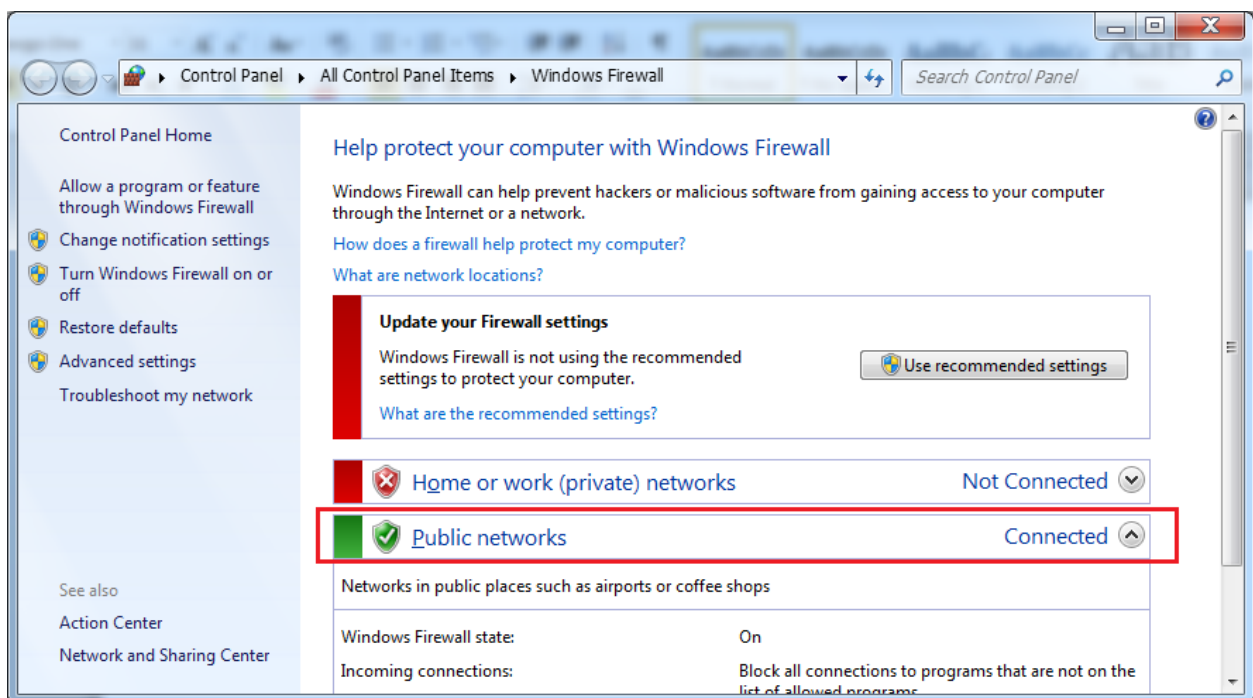 Control Panel ▸ All Control Panel Items ▸ Windows Firewall
Search Control Panel
Control Panel Home
Allow a program or feature
through Windows Firewall
Change notification settings
Turn Windows Firewall on or
off
Restore defaults
Advanced settings
Troubleshoot my network
See also
Action Center
Network and Sharing Center
Help protect your computer with Windows Firewall
Windows Firewall can help prevent hackers or malicious software from gaining access to your computer
through the Internet or a network.
How does a firewall help protect my computer?
What are network locations?
Update your Firewall settings
Windows Firewall is not using the recommended
settings to protect your computer.
Use recommended settings
What are the recommended settings?
Home or work (private) networks Not Connected
Public networks Connected
Networks in public places such as airports or coffee shops
Windows Firewall state: On
Incoming connections: Block all connections to programs that are not on the
list of allowed programs